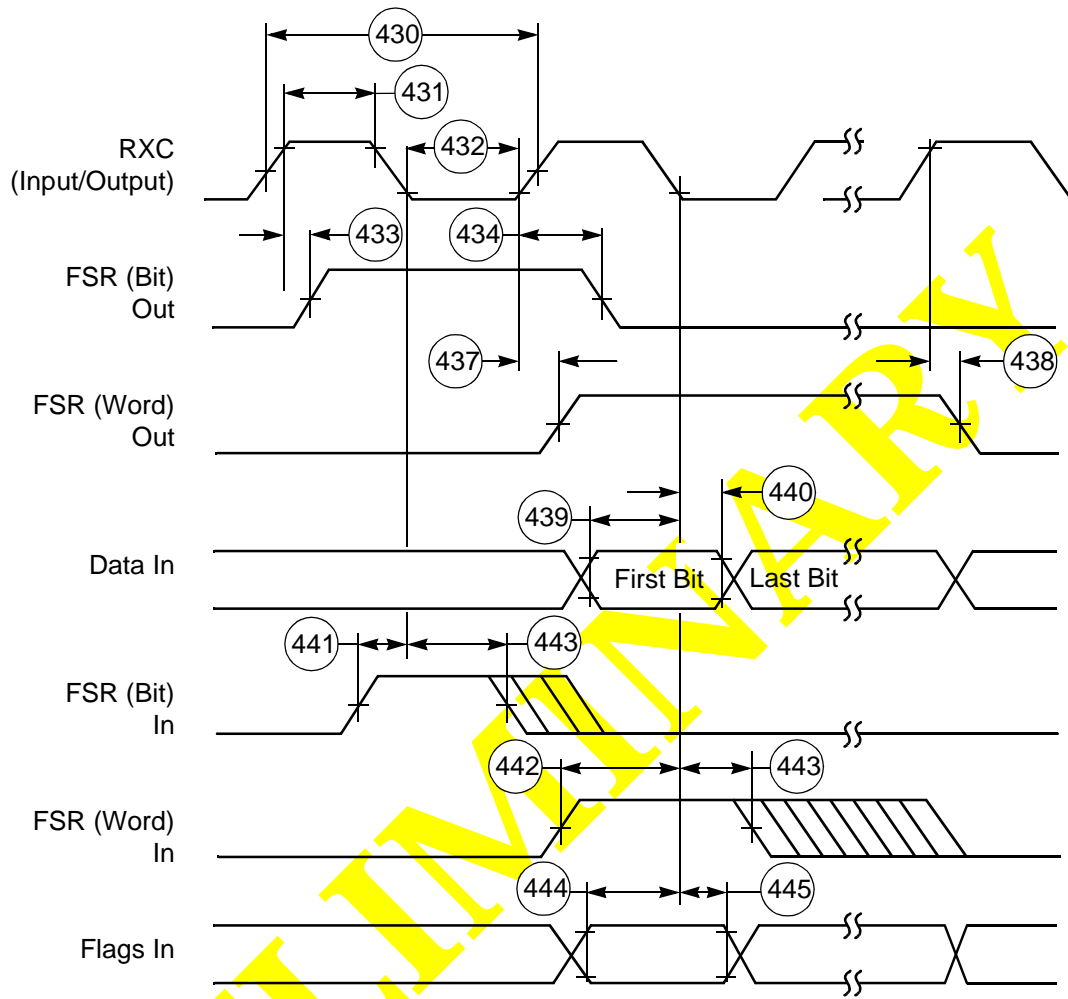 430
431
RXC
(Input/Output)
432
433
434
FSR (Bit)
Out
437
438
FSR (Word)
Out
439
440
Data In
First Bit
Last Bit
441
443
FSR (Bit)
In
442
443
FSR (Word)
In
444
445
Flags In
LIMINARY